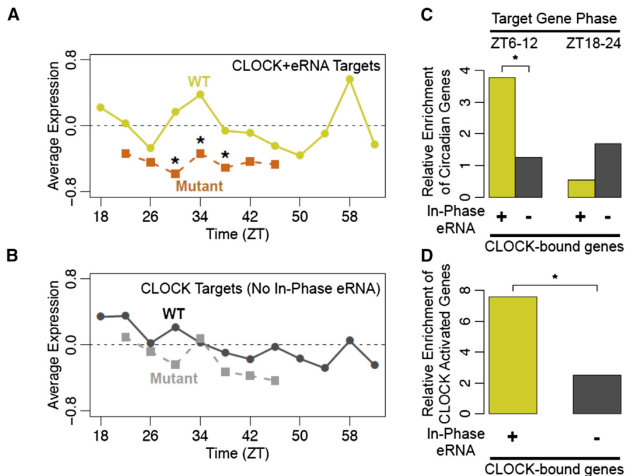 A
CLOCK+eRNA Targets
WT
* * *
Mutant
Average Expression
0.8
0.0
−0.8
18 26 34 42 50 58
Time (ZT)
B
CLOCK Targets (No In-Phase eRNA)
WT
Mutant
Average Expression
0.8
0.0
−0.8
18 26 34 42 50 58
Time (ZT)
C
Target Gene Phase
ZT6-12 ZT18-24
*
Relative Enrichment
of Circadian Genes
4
3
2
1
0
In-Phase
eRNA
+ - + -
CLOCK-bound genes
D
*
Relative Enrichment of
CLOCK Activated Genes
8
6
4
2
0
In-Phase
eRNA
+ -
CLOCK-bound genes